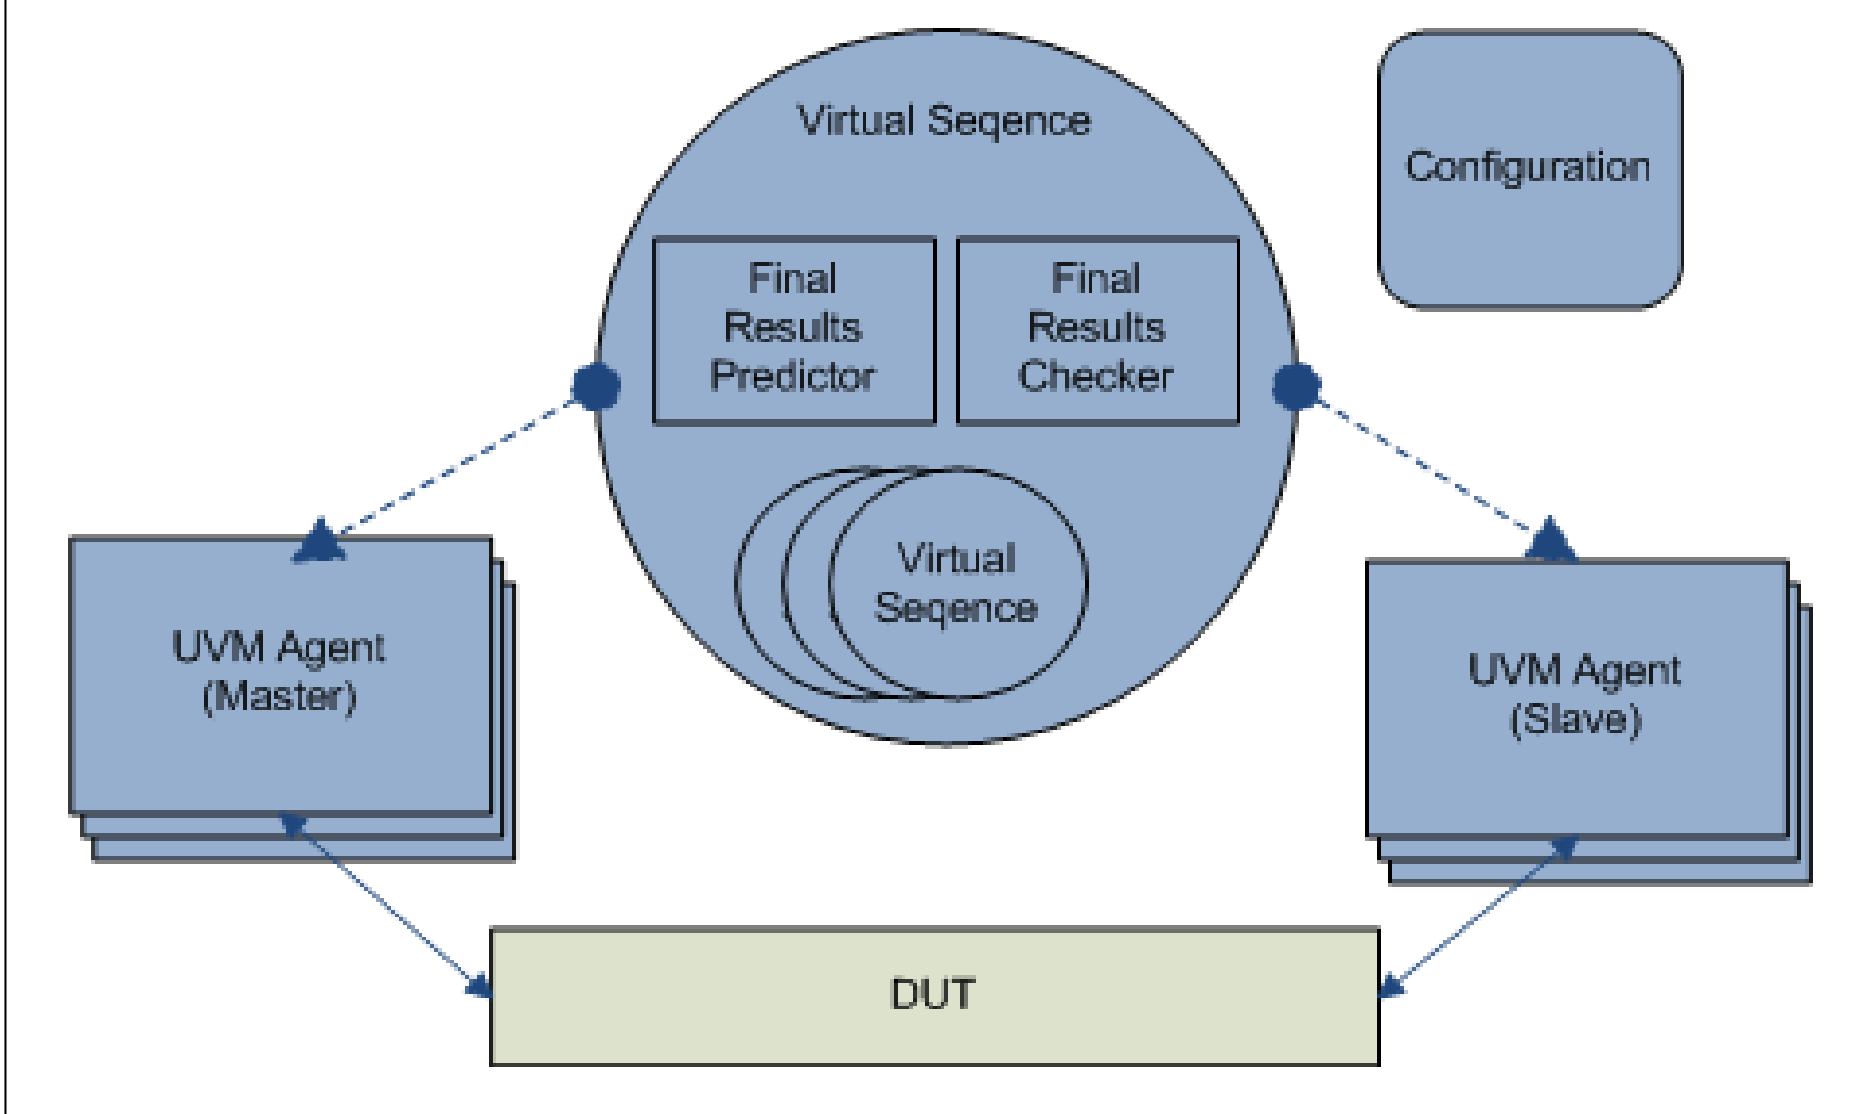 Virtual Seqence
Configuration
Final
Results
Predictor
Final
Results
Checker
Virtual
Seqence
UVM Agent
(Master)
UVM Agent
(Slave)
DUT